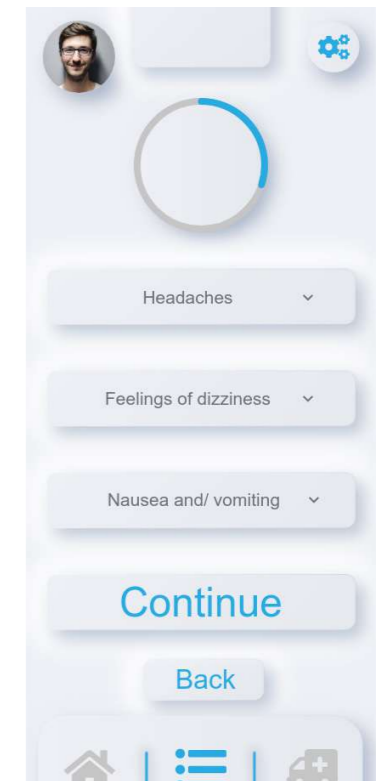 Headaches
Feelings of dizziness
Nausea and/ vomiting
Continue
Back